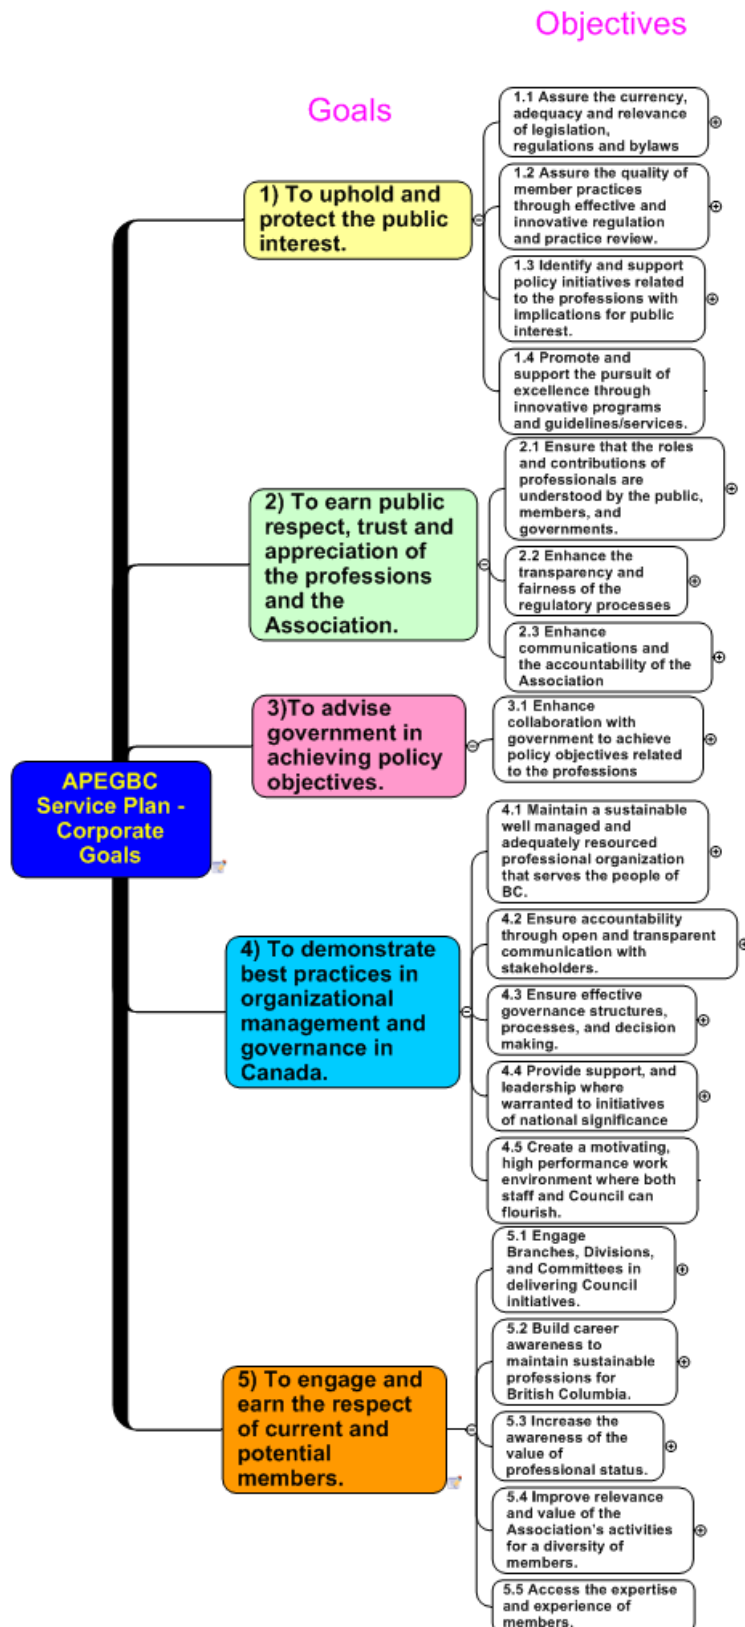 Objectives
Goals
APEGBC
Service Plan -
Corporate
Goals
1) To uphold and
protect the public
interest.
1.1 Assure the currency,
adequacy and relevance
of legislation,
regulations and bylaws
1.2 Assure the quality of
member practices
through effective and
innovative regulation
and practice review.
1.3 Identify and support
policy initiatives related
to the professions with
implications for public
interest.
1.4 Promote and
support the pursuit of
excellence through
innovative programs
and guidelines/services.
2) To earn public
respect, trust and
appreciation of
the professions
and the
Association.
2.1 Ensure that the roles
and contributions of
professionals are
understood by the public,
members, and
governments.
2.2 Enhance the
transparency and
fairness of the
regulatory processes
2.3 Enhance
communications and
the accountability of the
Association
3)To advise
government in
achieving policy
objectives.
3.1 Enhance
collaboration with
government to achieve
policy objectives related
to the professions
4) To demonstrate
best practices in
organizational
management and
governance in
Canada.
4.1 Maintain a sustainable
well managed and
adequately resourced
professional organization
that serves the people of
BC.
4.2 Ensure accountability
through open and transparent
communication with
stakeholders.
4.3 Ensure effective
governance structures,
processes, and decision
making.
4.4 Provide support, and
leadership where
warranted to initiatives
of national significance
4.5 Create a motivating,
high performance work
environment where both
staff and Council can
flourish.
5) To engage and
earn the respect
of current and
potential
members.
5.1 Engage
Branches, Divisions,
and Committees in
delivering Council
initiatives.
5.2 Build career
awareness to
maintain sustainable
professions for
British Columbia.
5.3 Increase the
awareness of the
value of
professional status.
5.4 Improve relevance
and value of the
Association's activities
for a diversity of
members.
5.5 Access the expertise
and experience of
members.